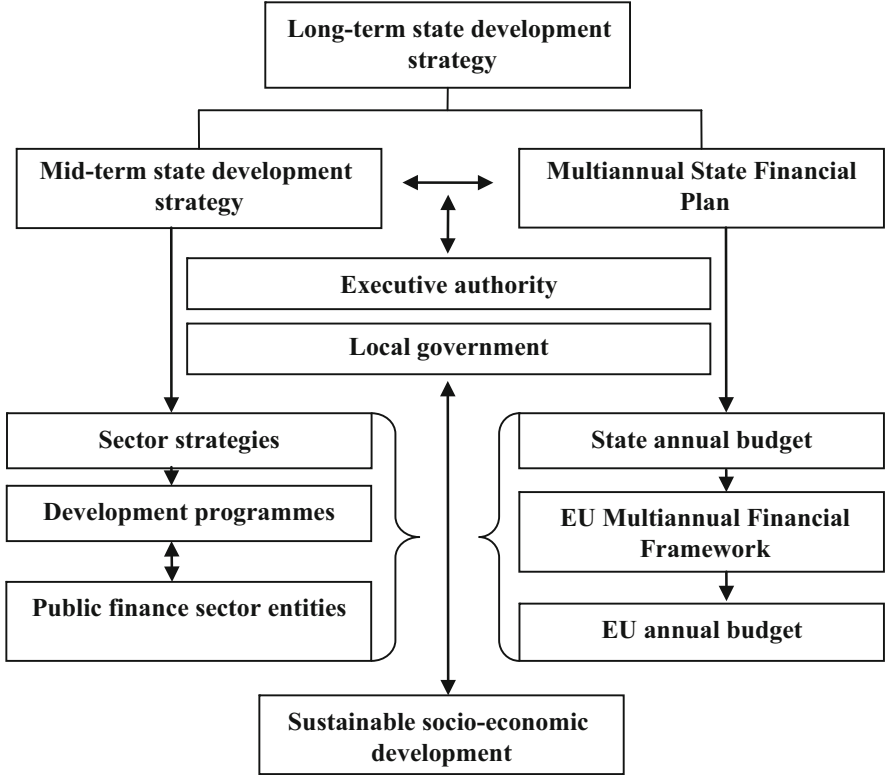 Long-term state development
strategy
Mid-term state development
strategy
Multiannual State Financial
Plan
Executive authority
Local government
Sector strategies
Development programmes
Public finance sector entities
State annual budget
EU Multiannual Financial
Framework
EU annual budget
Sustainable socio-economic
development